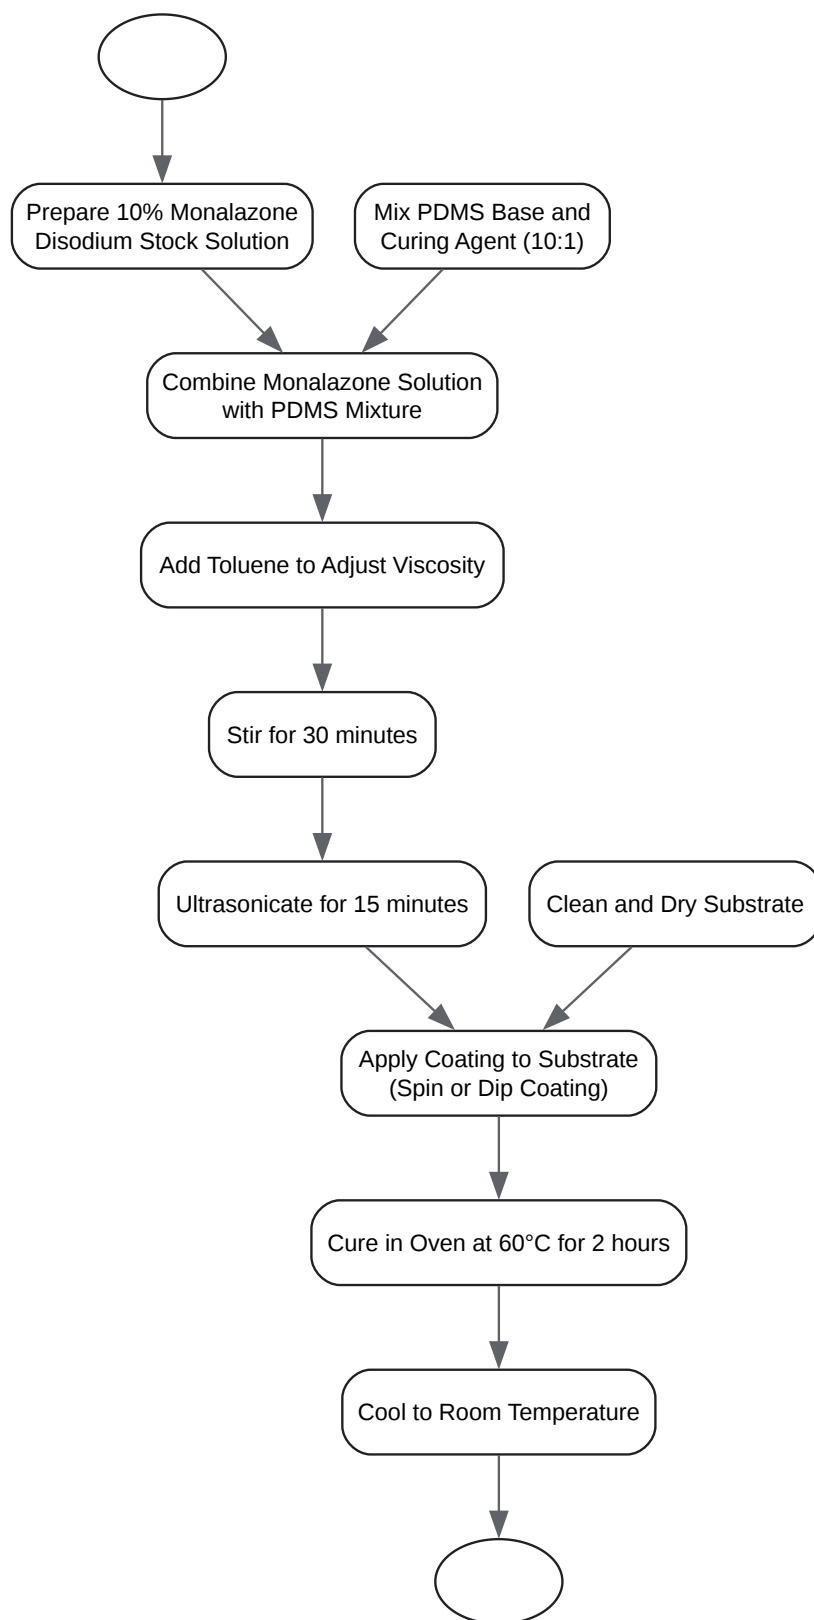 Prepare 10% Monalazone
Disodium Stock Solution
Mix PDMS Base and
Curing Agent (10:1)
Combine Monalazone Solution
with PDMS Mixture
Add Toluene to Adjust Viscosity
Stir for 30 minutes
Ultrasonicate for 15 minutes
Clean and Dry Substrate
Apply Coating to Substrate
(Spin or Dip Coating)
Cure in Oven at 60°C for 2 hours
Cool to Room Temperature